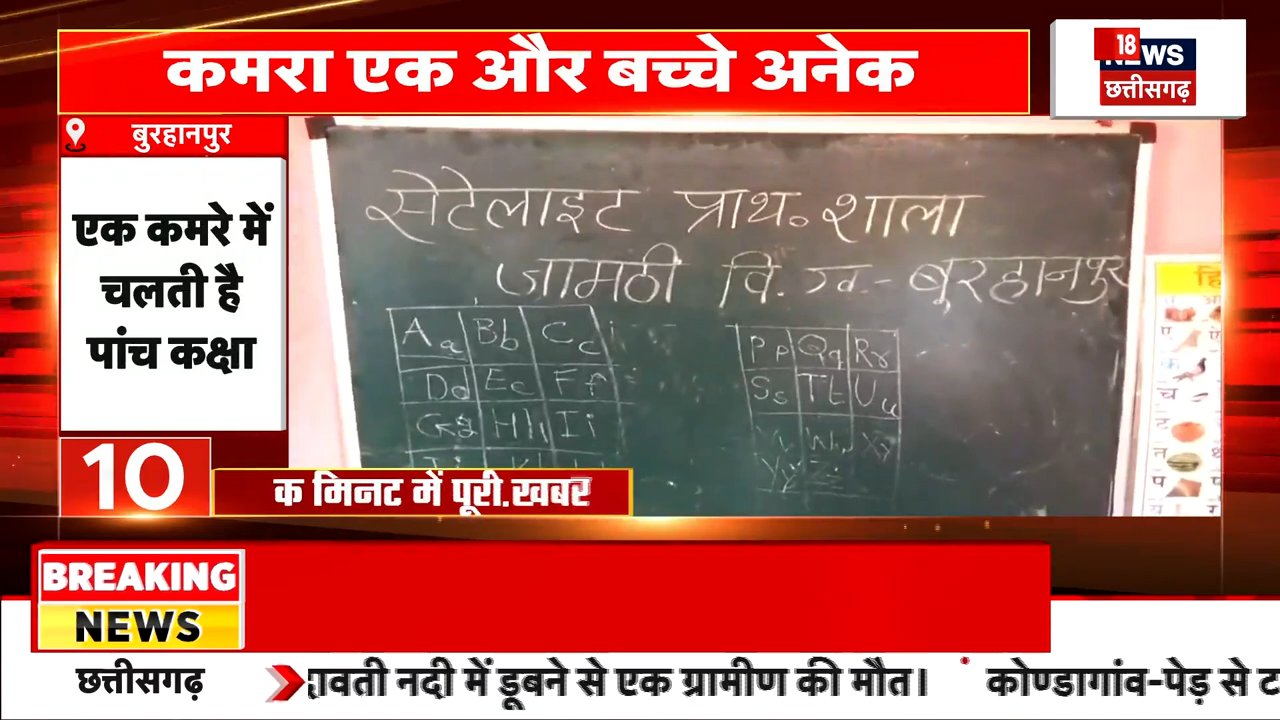 कमरा एक और बच्चे अनेक
18
NEWS
छत्तीसगढ़
बुरहानपुर
एक कमरे में
चलती है
पांच कक्षा
सेटेलाइट प्राथ. शाला
जामठी वि. ख.- बुरहानपुर
A a Bb Cc
Dd Ee Ff
Gg Hh Ii
Pp Qq Rr
Ss Tt Uu
Yy
हि
ए
क
च
त
प
10
क मिनट में पूरी खबर
BREAKING
NEWS
छत्तीसगढ़
नदी में डूबने से एक ग्रामीण की मौत। कोण्डागांव-पेड़ से